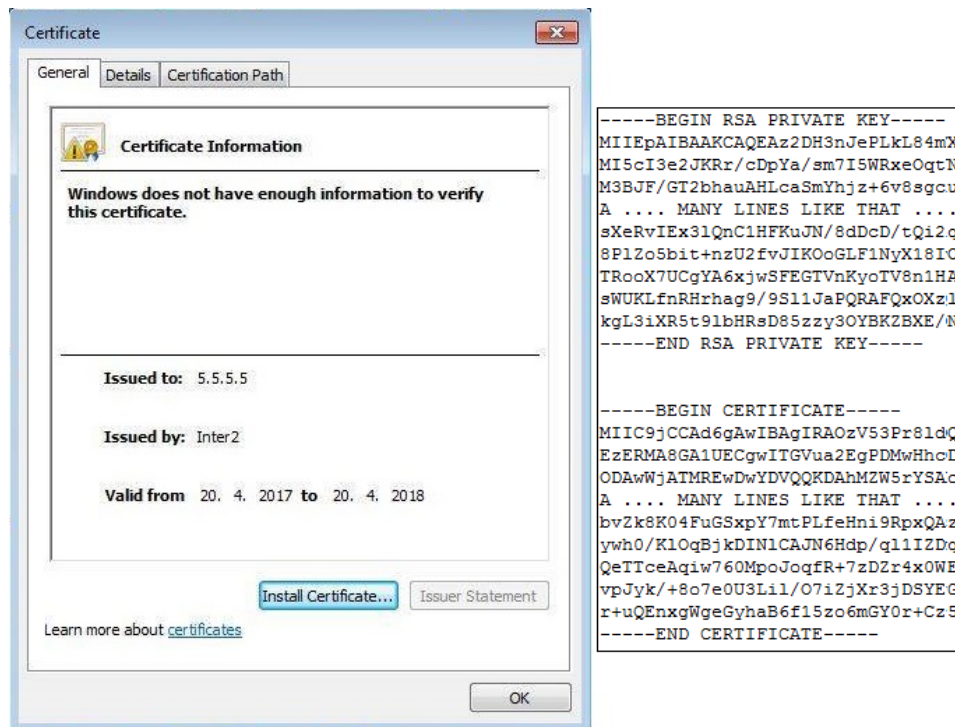 Certificate
General Details Certification Path
Certificate Information
Windows does not have enough information to verify
this certificate.
Issued to: 5.5.5.5
Issued by: Inter2
Valid from 20. 4. 2017 to 20. 4. 2018
Install Certificate... Issuer Statement
Learn more about certificates
OK
-----BEGIN RSA PRIVATE KEY-----
MIIEpAIBAAKCAQEAz2DH3nJePLkL84mX
MI5cI3e2JKRr/cDpYa/sm7I5WRxeOqtN
M3BJF/GT2bhauAHLcaSmYhjz+6v8sgcu
A .... MANY LINES LIKE THAT ....
sXeRvIEx3lQnC1HFKuJN/8dDcD/tQi2q
8PlZo5bit+nzU2fvJIKOoGLF1NyX18I
TRooX7UCgYA6xjwSFEGTVnKyoTV8n1HA
sWUKLfnRHrhag9/9Sl1JaPQRAFQxOXzl
kgL3iXR5t9lbHRsD85zzy3OYBKZBXE/N
-----END RSA PRIVATE KEY-----
-----BEGIN CERTIFICATE-----
MIIC9jCCAd6gAwIBAgIRAOzV53Pr8ldQ
EzERMA8GA1UECgwITGVua2EgPDMwHhcD
ODAwWjATMREwDwYDVQQKDAhMZW5rYSAc
A .... MANY LINES LIKE THAT ....
bvZk8K04FuGSxpY7mtPLfeHni9RpxQAz
ywh0/KlOqBjkDINlCAJN6Hdp/ql1IZDq
QeTTceAqiw760MpoJoqfR+7zDZr4x0WE
vpJyk/+8o7e0U3Lil/O7iZjXr3jDSYEG
r+uQEnxgWgeGyhaB6f15zo6mGY0r+Cz5
-----END CERTIFICATE-----